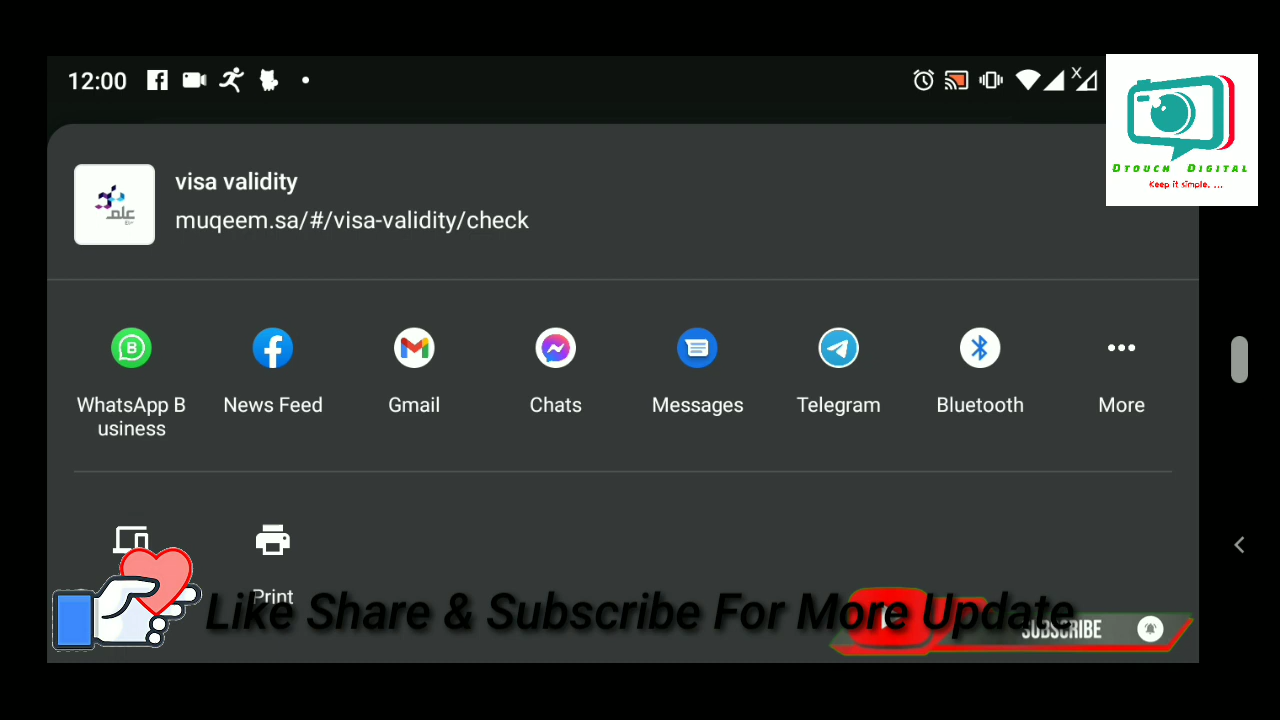 12:00
DTOUCH DIGITAL
Keep it simple. ...
visa validity
muqeem.sa/#/visa-validity/check
علم
WhatsApp B
usiness
News Feed
Gmail
Chats
Messages
Telegram
Bluetooth
More
Print
Like Share & Subscribe For More Update
SUBSCRIBE